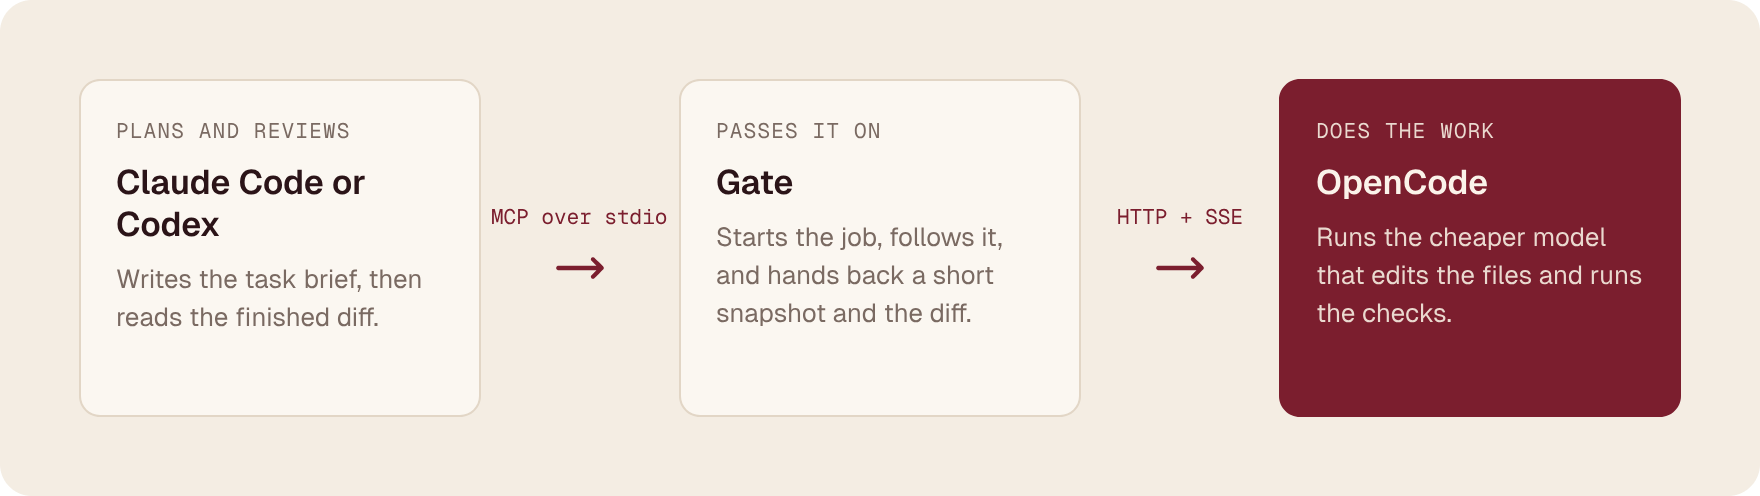 PLANS AND REVIEWS
Claude Code or
Codex
Writes the task brief, then
reads the finished diff.
MCP over stdio
PASSES IT ON
Gate
Starts the job, follows it,
and hands back a short
snapshot and the diff.
HTTP + SSE
DOES THE WORK
OpenCode
Runs the cheaper model
that edits the files and runs
the checks.